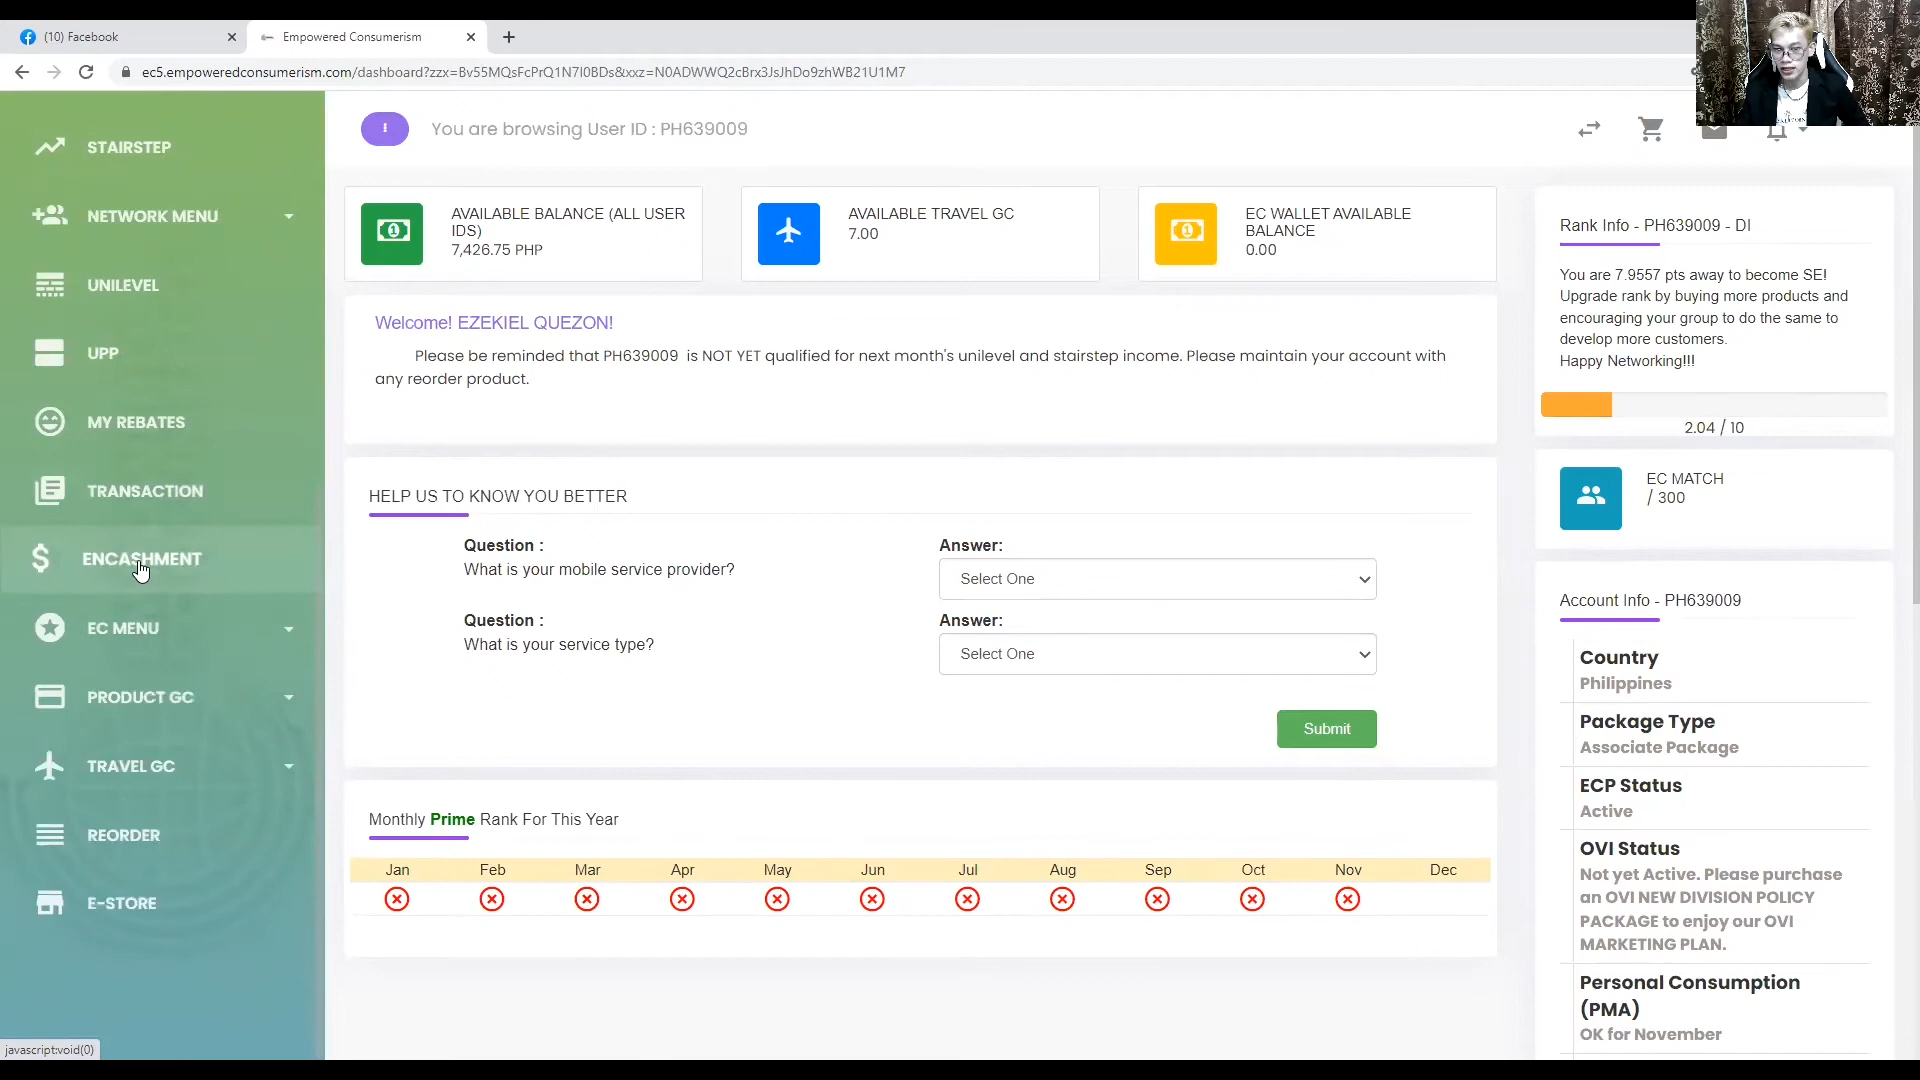 (10) Facebook
Empowered Consumerism
ec5.empoweredconsumerism.com/dashboard?zzx=Bv55MQsFcPrQ1N7I0BDs&xxz=N0ADWWQ2cBrx3JsJhDo9zhWB21U1M7
STAIRSTEP
NETWORK MENU
UNILEVEL
UPP
MY REBATES
TRANSACTION
ENCASHMENT
EC MENU
PRODUCT GC
TRAVEL GC
REORDER
E-STORE
javascript:void(0)
You are browsing User ID : PH639009
AVAILABLE BALANCE (ALL USER
IDS)
7,426.75 PHP
AVAILABLE TRAVEL GC
7.00
EC WALLET AVAILABLE
BALANCE
0.00
Welcome! EZEKIEL QUEZON!
Please be reminded that PH639009 is NOT YET qualified for next month's unilevel and stairstep income. Please maintain your account with
any reorder product.
HELP US TO KNOW YOU BETTER
Question :
What is your mobile service provider?
Answer:
Select One
Question :
What is your service type?
Answer:
Select One
Submit
Monthly Prime Rank For This Year
Jan Feb Mar Apr May Jun Jul Aug Sep Oct Nov Dec
Rank Info - PH639009 - DI
You are 7.9557 pts away to become SE!
Upgrade rank by buying more products and
encouraging your group to do the same to
develop more customers.
Happy Networking!!!
2.04 / 10
EC MATCH
/ 300
Account Info - PH639009
Country
Philippines
Package Type
Associate Package
ECP Status
Active
OVI Status
Not yet Active. Please purchase
an OVI NEW DIVISION POLICY
PACKAGE to enjoy our OVI
MARKETING PLAN.
Personal Consumption
(PMA)
OK for November